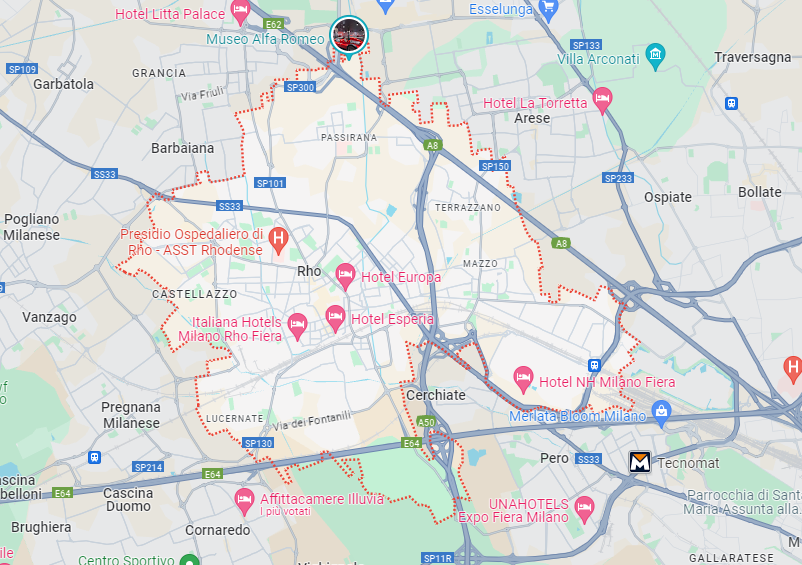 Hotel Litta Palace
E62
Esselunga
Museo Alfa Romeo
SP133
Villa Arconati
Traversagna
SP109
GRANCIA
Garbatola
SP300
Via Friuli
Hotel La Torretta
Arese
PASSIRANA
A8
Barbaiana
SS33
SP101
SP150
SP233
Ospiate
Bollate
SS33
TERRAZZANO
Pogliano
Milanese
Presidio Ospedaliero di
Rho - ASST Rhodense
A8
MAZZO
Rho
Hotel Europa
CASTELLAZZO
Vanzago
Italiana Hotels
Milano Rho Fiera
Hotel Esperia
Hotel NH Milano Fiera
Cerchiate
Pregnana
Milanese
LUCERNATE
Via dei Fontanili
A50
Merlata Bloom Milano
SP130
E64
SP214
E64
Pero
SS33
Tecnomat
E64
Cascina
Duomo
Affittacamere Illuvia
I più votati
UNAHOTELS
Expo Fiera Milano
Parrocchia di Santa
Maria Assunta alla
Brughiera
Cornaredo
Centro Sportivo
SP11R
GALLARATESE